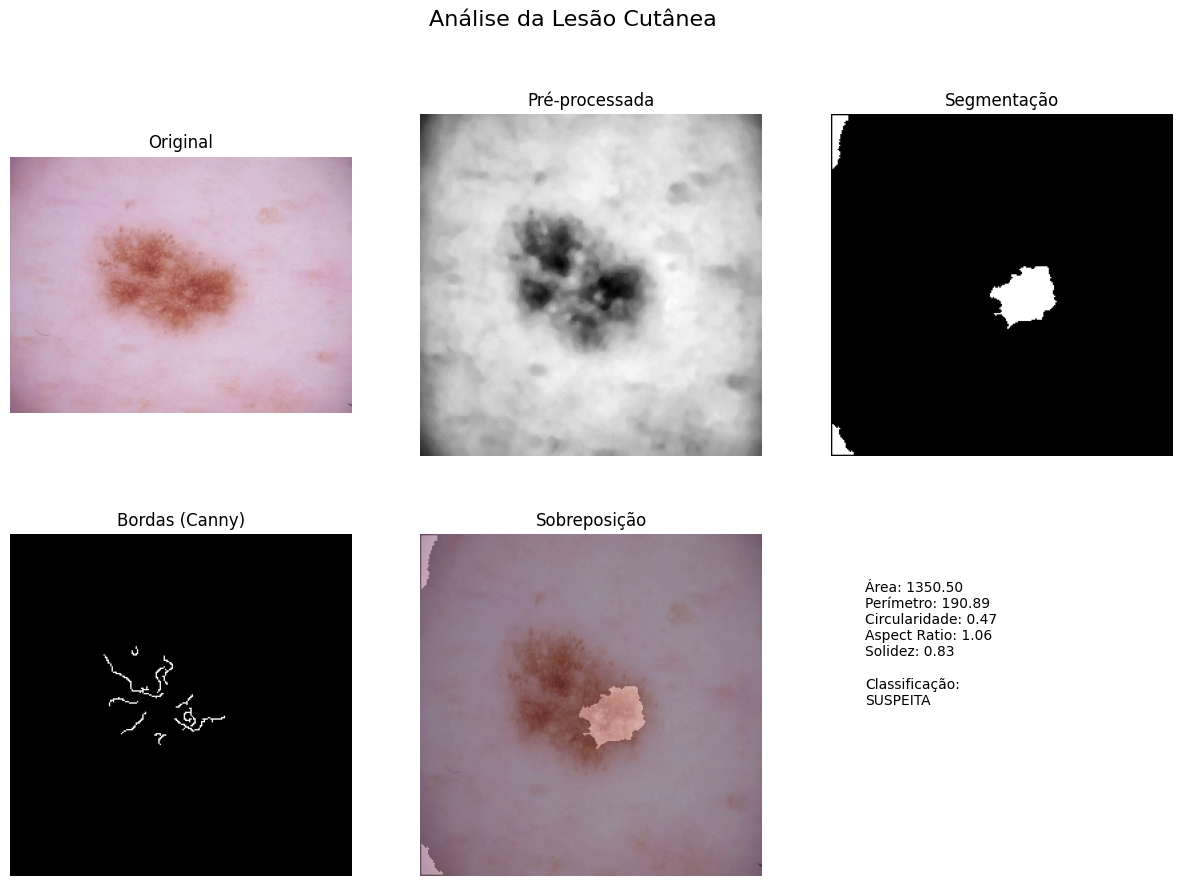 Análise da Lesão Cutânea
Original
Pré-processada
Segmentação
Bordas (Canny)
Sobreposição
Área: 1350.50
Perímetro: 190.89
Circularidade: 0.47
Aspect Ratio: 1.06
Solidez: 0.83
Classificação:
SUSPEITA